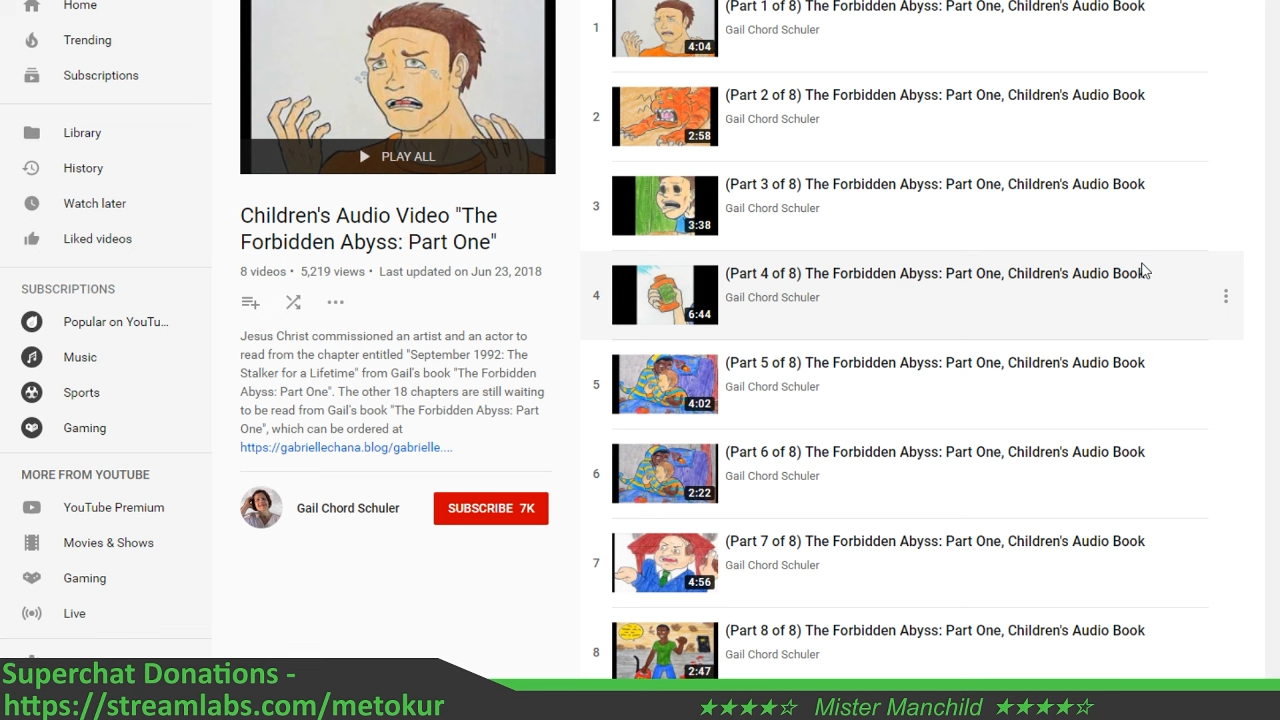 Home
Trending
Subscriptions
Library
History
Watch later
Liked videos
SUBSCRIPTIONS
Popular on YouTu...
Music
Sports
Gaming
MORE FROM YOUTUBE
YouTube Premium
Movies & Shows
Gaming
Live
PLAY ALL
Children's Audio Video "The
Forbidden Abyss: Part One"
8 videos • 5,219 views • Last updated on Jun 23, 2018
Jesus Christ commissioned an artist and an actor to
read from the chapter entitled "September 1992: The
Stalker for a Lifetime" from Gail's book "The Forbidden
Abyss: Part One". The other 18 chapters are still waiting
to be read from Gail's book "The Forbidden Abyss: Part
One", which can be ordered at
https://gabriellechana.blog/gabrielle....
Gail Chord Schuler
SUBSCRIBE 7K
1
4:04
(Part 1 of 8) The Forbidden Abyss: Part One, Children's Audio Book
Gail Chord Schuler
2
2:58
(Part 2 of 8) The Forbidden Abyss: Part One, Children's Audio Book
Gail Chord Schuler
3
3:38
(Part 3 of 8) The Forbidden Abyss: Part One, Children's Audio Book
Gail Chord Schuler
4
6:44
(Part 4 of 8) The Forbidden Abyss: Part One, Children's Audio Book
Gail Chord Schuler
5
4:02
(Part 5 of 8) The Forbidden Abyss: Part One, Children's Audio Book
Gail Chord Schuler
6
2:22
(Part 6 of 8) The Forbidden Abyss: Part One, Children's Audio Book
Gail Chord Schuler
7
4:56
(Part 7 of 8) The Forbidden Abyss: Part One, Children's Audio Book
Gail Chord Schuler
8
2:47
(Part 8 of 8) The Forbidden Abyss: Part One, Children's Audio Book
Gail Chord Schuler
Superchat Donations -
https://streamlabs.com/metokur
★★★★☆ Mister Manchild ★★★★☆